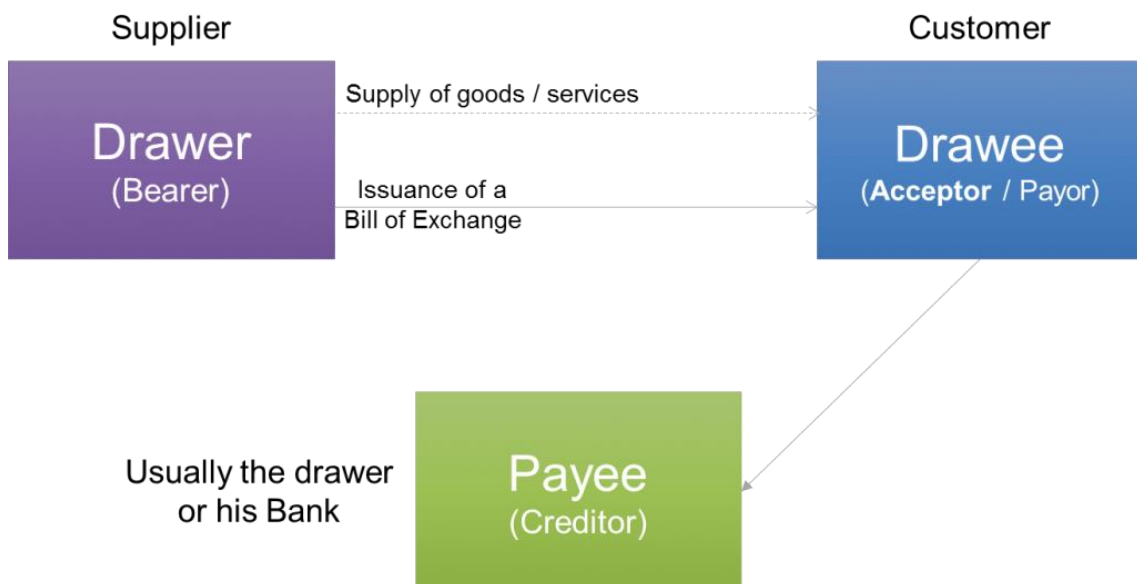 Supplier
Customer
Drawer
(Bearer)
Supply of goods / services
Issuance of a
Bill of Exchange
Drawee
(Acceptor / Payor)
Usually the drawer
or his Bank
Payee
(Creditor)